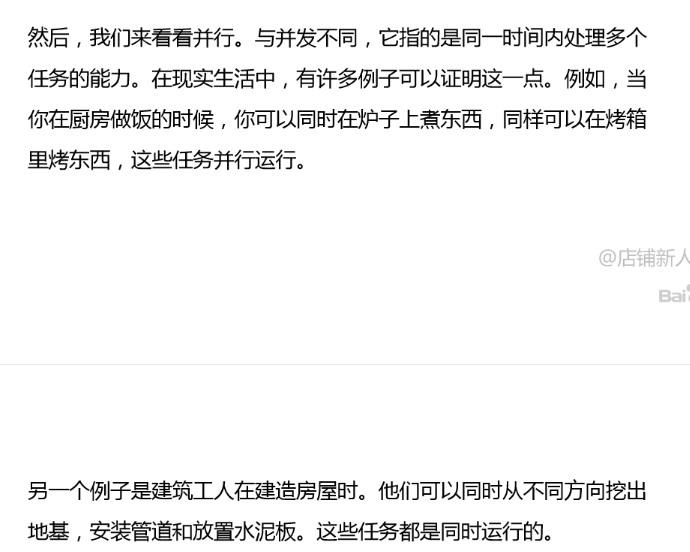 然后，我们来看看并行。与并发不同，它指的是同一时间内处理多个
任务的能力。在现实生活中，有许多例子可以证明这一点。例如，当
你在厨房做饭的时候，你可以同时在炉子上煮东西，同样可以在烤箱
里烤东西，这些任务并行运行。
@店铺新人
Bai
另一个例子是建筑工人在建造房屋时。他们可以同时从不同方向挖出
地基，安装管道和放置水泥板。这些任务都是同时运行的。